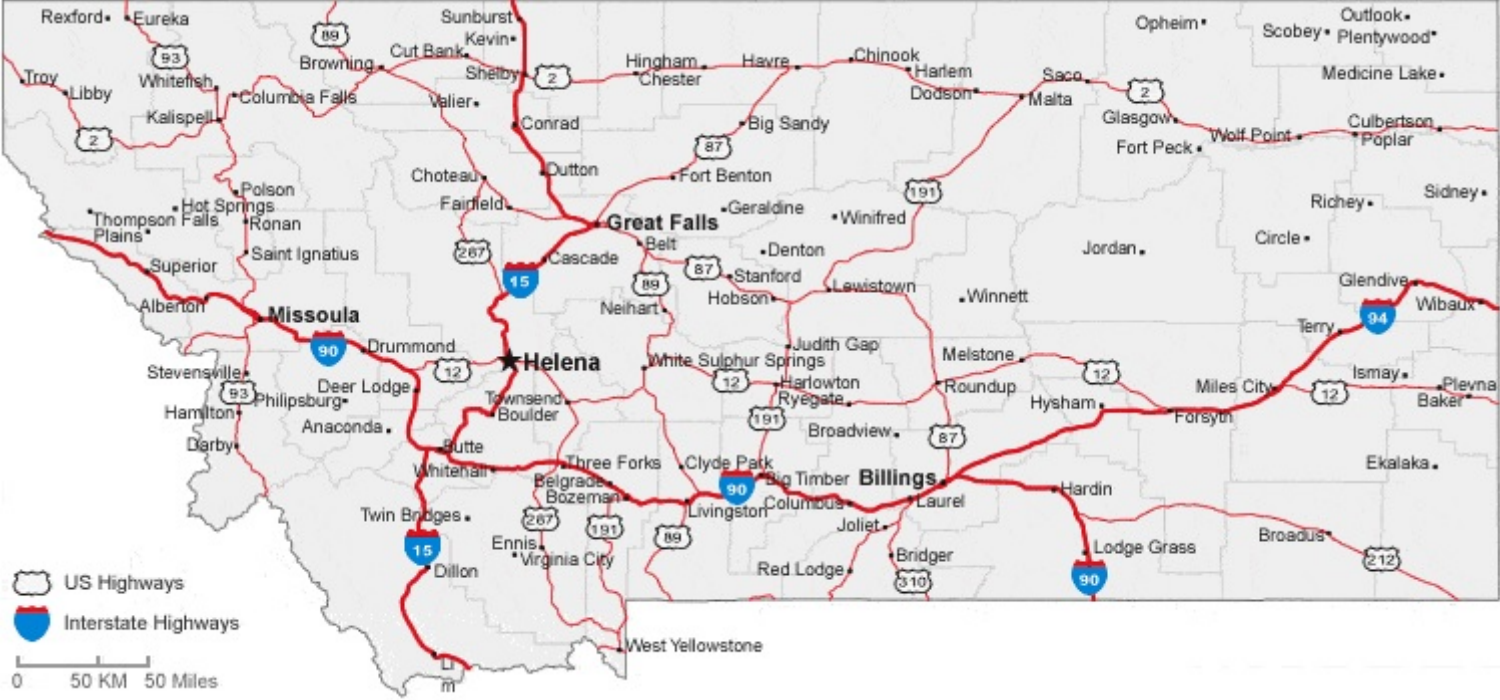 Rexford
Eureka
Sunburst
Kevin
89
93
Cut Bank
Browning
Shelby
2
Hingham
Chester
Havre
Chinook
Harlem
Dodson
Saco
Malta
2
Opheim
Scobey
Outlook
Plentywood
Medicine Lake
Troy
Libby
Whitefish
Columbia Falls
Kalispell
2
Valier
Conrad
Big Sandy
87
Glasgow
Fort Peck
Wolf Point
Culbertson
Poplar
Choteau
Dutton
Fort Benton
191
Polson
Hot Springs
Thompson Falls
Ronan
Plains
Saint Ignatius
Fairfield
Great Falls
Geraldine
Winifred
Richey
Sidney
Circle
Jordan
Superior
287
15
Cascade
Belt
87
89
Stanford
Denton
Hobson
Lewistown
Winnett
Glendive
Wibaux
94
Terry
Alberton
Missoula
90
Drummond
Neihart
Judith Gap
Stevensville
93
Hamilton
Darby
Deer Lodge
12
Helena
Philipsburg
Anaconda
Townsend
Boulder
White Sulphur Springs
12
Harlowton
Ryegate
191
Broadview
Melstone
Roundup
12
Hysham
Forsyth
Miles City
12
Ismay
Plevna
Baker
87
Butte
Whitehall
Three Forks
Belgrade
Bozeman
Clyde Park
90
Livingston
Big Timber
Columbus
Billings
Laurel
Hardin
Ekalaka
Twin Bridges
287
191
89
Joliet
Ennis
Virginia City
15
Dillon
Bridger
Red Lodge
310
Lodge Grass
90
Broadus
212
US Highways
Interstate Highways
West Yellowstone
0 50 KM 50 Miles